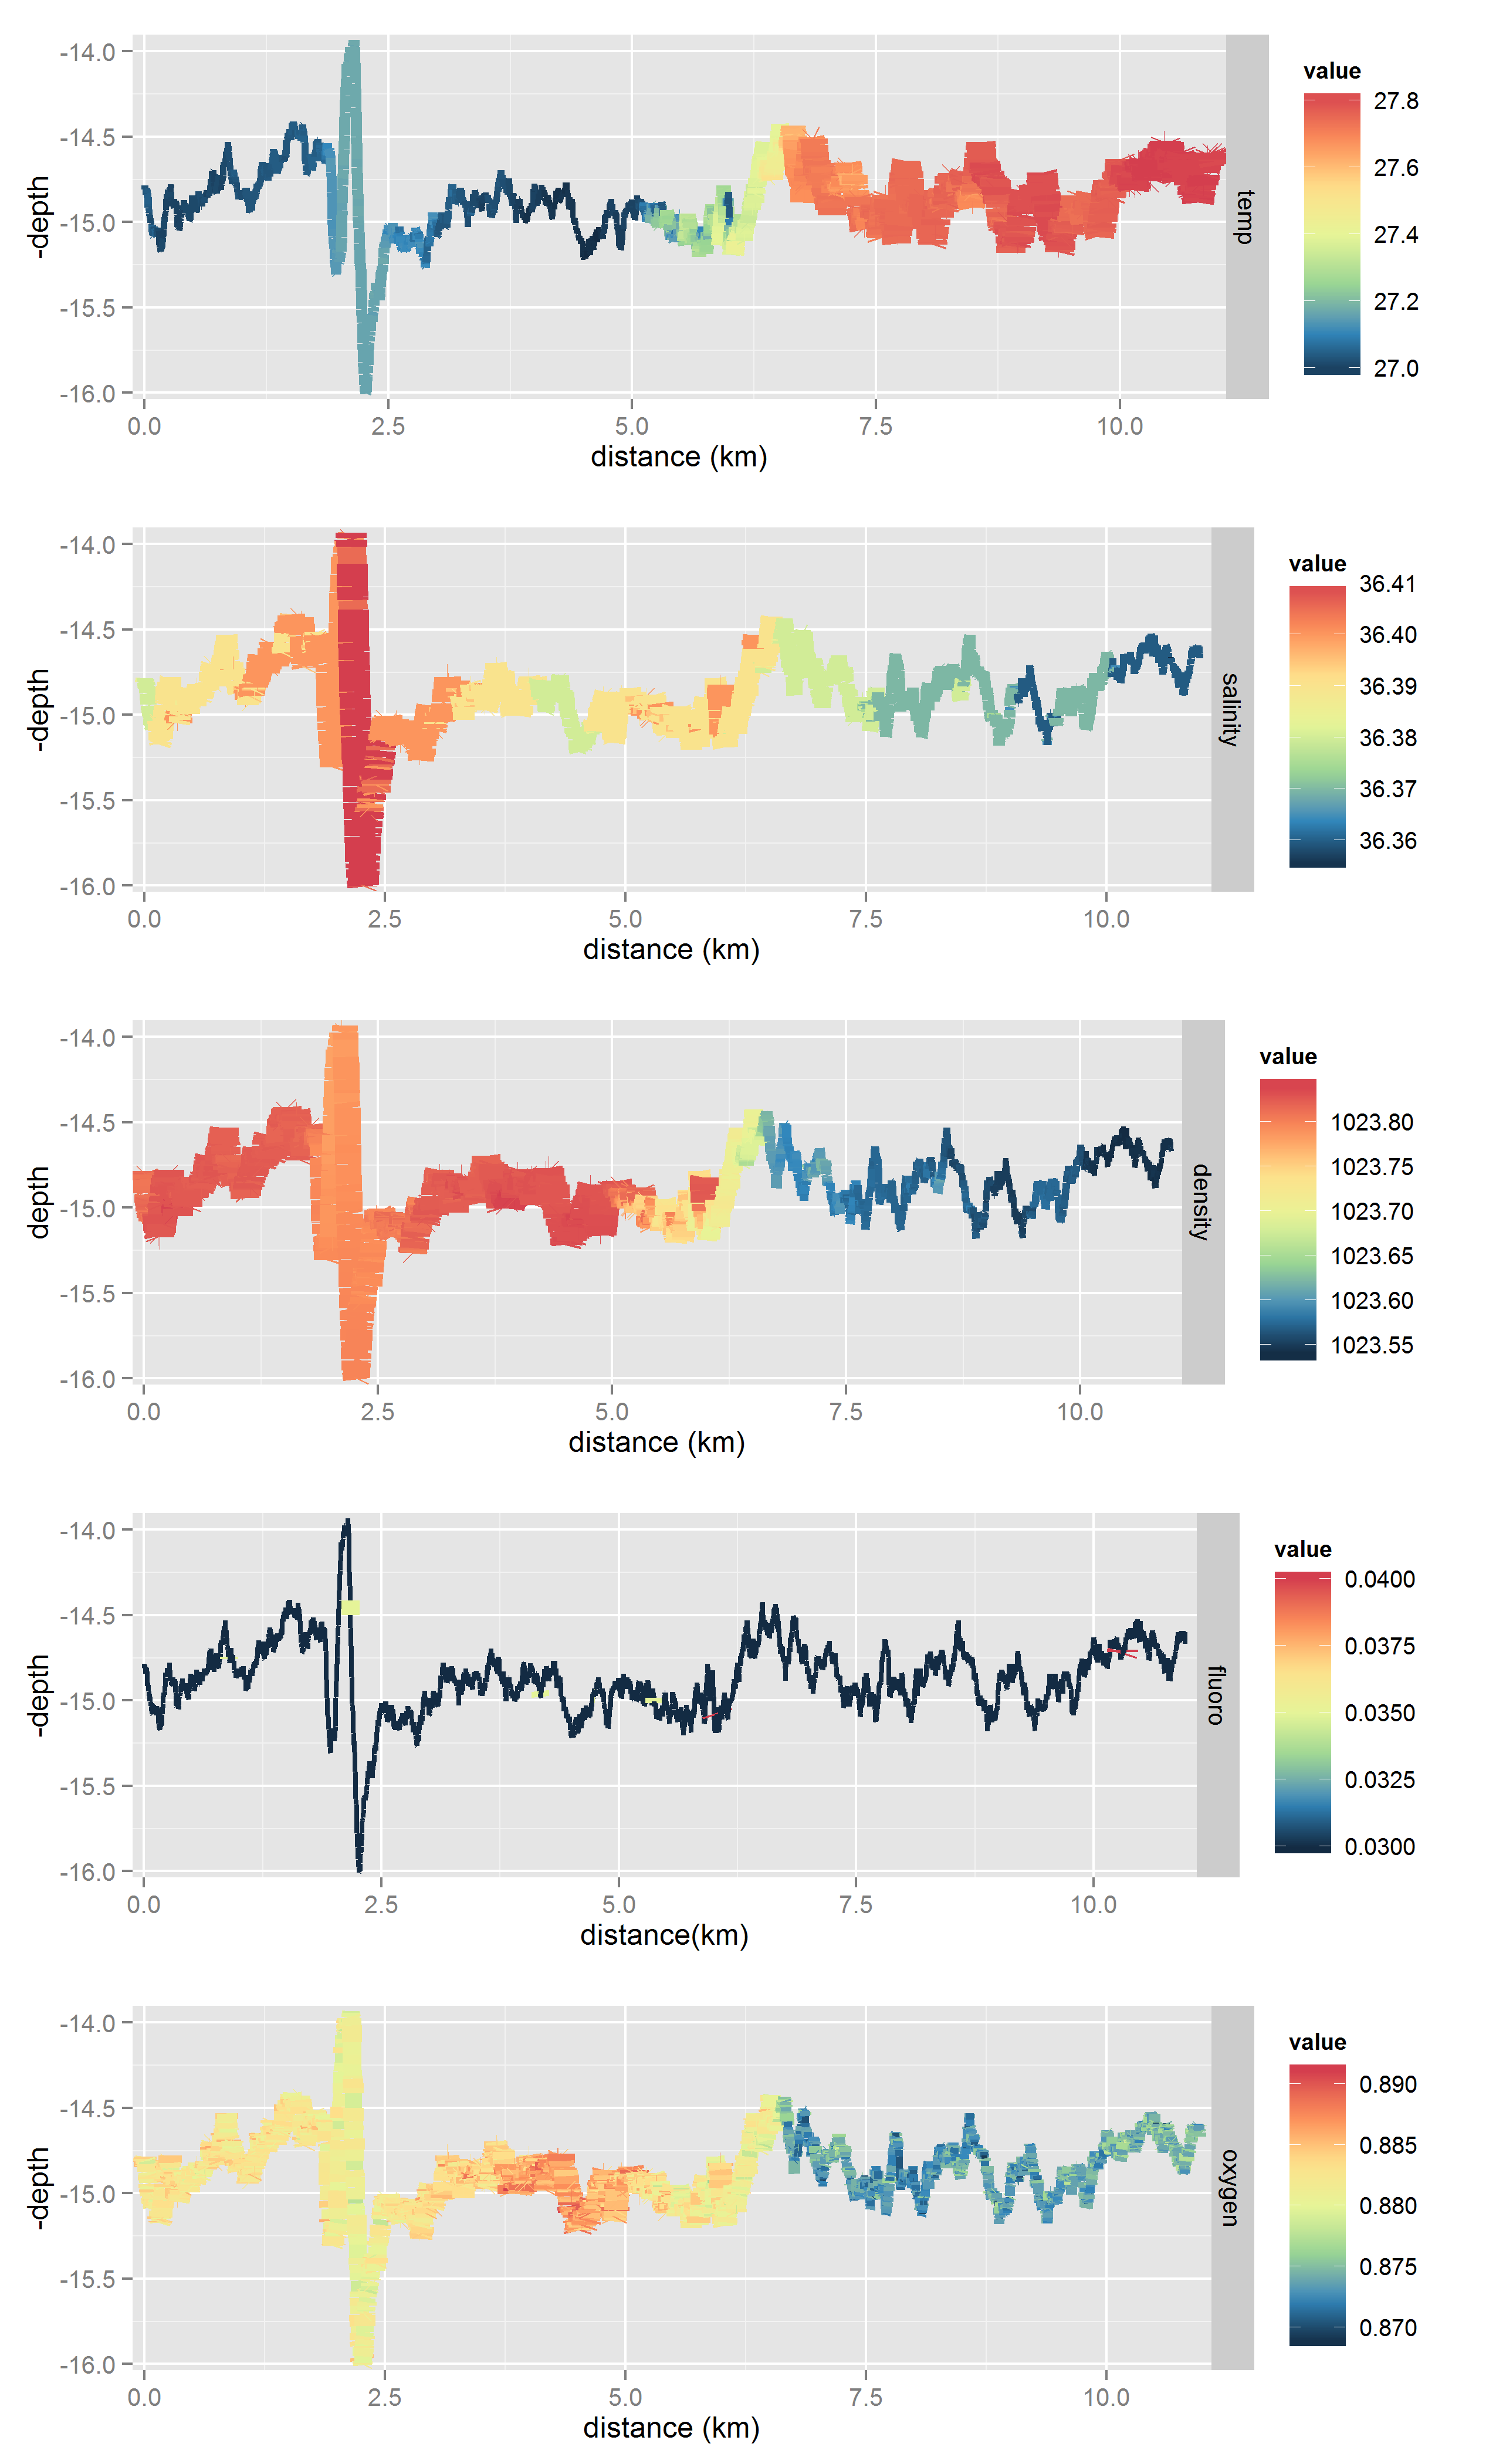 -14.0
-14.5
-15.0
-15.5
-16.0
-depth
0.0 2.5 5.0 7.5 10.0
distance (km)
temp
value
27.8
27.6
27.4
27.2
27.0
-14.0
-14.5
-15.0
-15.5
-16.0
-depth
0.0 2.5 5.0 7.5 10.0
distance (km)
salinity
value
36.41
36.40
36.39
36.38
36.37
36.36
-14.0
-14.5
-15.0
-15.5
-16.0
depth
0.0 2.5 5.0 7.5 10.0
distance (km)
density
value
1023.80
1023.75
1023.70
1023.65
1023.60
1023.55
-14.0
-14.5
-15.0
-15.5
-16.0
-depth
0.0 2.5 5.0 7.5 10.0
distance(km)
fluoro
value
0.0400
0.0375
0.0350
0.0325
0.0300
-14.0
-14.5
-15.0
-15.5
-16.0
-depth
0.0 2.5 5.0 7.5 10.0
distance (km)
oxygen
value
0.890
0.885
0.880
0.875
0.870